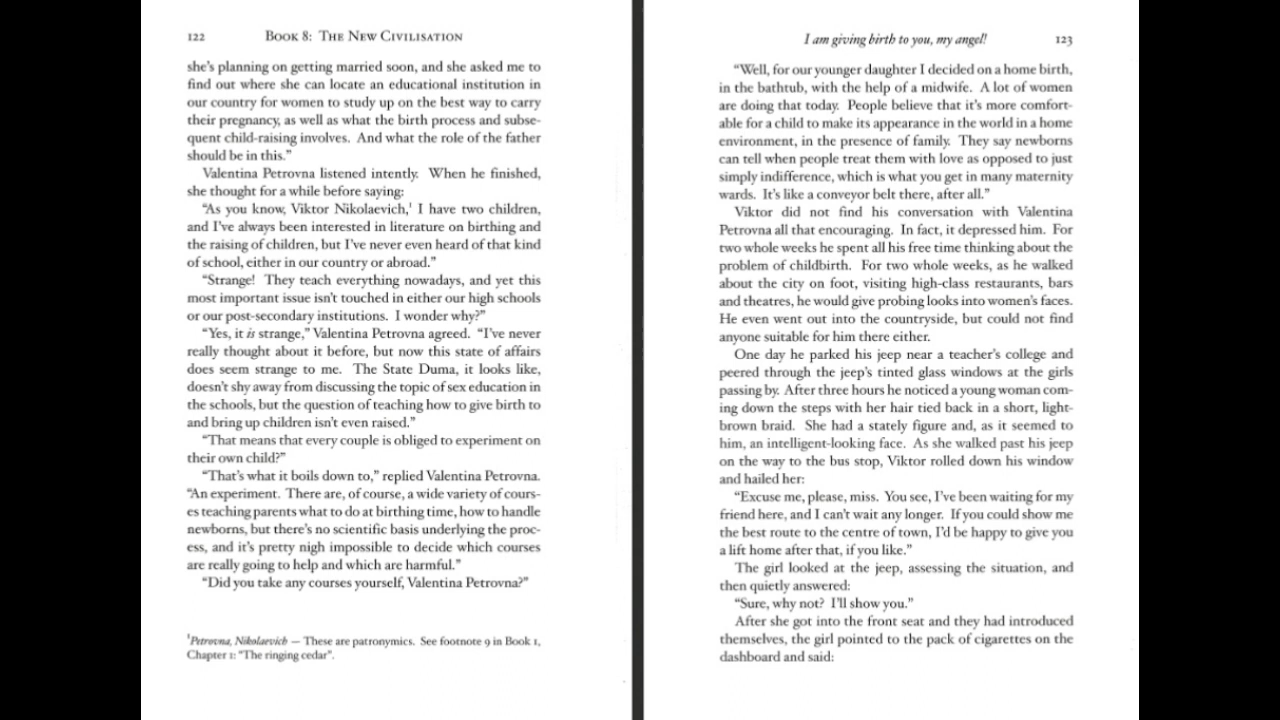 122 BOOK 8: THE NEW CIVILISATION
she's planning on getting married soon, and she asked me to
find out where she can locate an educational institution in
our country for women to study up on the best way to carry
their pregnancy, as well as what the birth process and subse-
quent child-raising involves. And what the role of the father
should be in this."
Valentina Petrovna listened intently. When he finished,
she thought for a while before saying:
"As you know, Viktor Nikolaevich,¹ I have two children,
and I've always been interested in literature on birthing and
the raising of children, but I've never even heard of that kind
of school, either in our country or abroad."
"Strange! They teach everything nowadays, and yet this
most important issue isn't touched in either our high schools
or our post-secondary institutions. I wonder why?"
"Yes, it is strange," Valentina Petrovna agreed. "I've never
really thought about it before, but now this state of affairs
does seem strange to me. The State Duma, it looks like,
doesn't shy away from discussing the topic of sex education in
the schools, but the question of teaching how to give birth to
and bring up children isn't even raised."
"That means that every couple is obliged to experiment on
their own child?"
"That's what it boils down to," replied Valentina Petrovna.
"An experiment. There are, of course, a wide variety of cours-
es teaching parents what to do at birthing time, how to handle
newborns, but there's no scientific basis underlying the proc-
ess, and it's pretty nigh impossible to decide which courses
are really going to help and which are harmful."
"Did you take any courses yourself, Valentina Petrovna?"
¹Petrovna, Nikolaevich — These are patronymics. See footnote 9 in Book 1,
Chapter 1: "The ringing cedar".
I am giving birth to you, my angel! 123
"Well, for our younger daughter I decided on a home birth,
in the bathtub, with the help of a midwife. A lot of women
are doing that today. People believe that it's more comfort-
able for a child to make its appearance in the world in a home
environment, in the presence of family. They say newborns
can tell when people treat them with love as opposed to just
simply indifference, which is what you get in many maternity
wards. It's like a conveyor belt there, after all."
Viktor did not find his conversation with Valentina
Petrovna all that encouraging. In fact, it depressed him. For
two whole weeks he spent all his free time thinking about the
problem of childbirth. For two whole weeks, as he walked
about the city on foot, visiting high-class restaurants, bars
and theatres, he would give probing looks into women's faces.
He even went out into the countryside, but could not find
anyone suitable for him there either.
One day he parked his jeep near a teacher's college and
peered through the jeep's tinted glass windows at the girls
passing by. After three hours he noticed a young woman com-
ing down the steps with her hair tied back in a short, light-
brown braid. She had a stately figure and, as it seemed to
him, an intelligent-looking face. As she walked past his jeep
on the way to the bus stop, Viktor rolled down his window
and hailed her:
"Excuse me, please, miss. You see, I've been waiting for my
friend here, and I can't wait any longer. If you could show me
the best route to the centre of town, I'd be happy to give you
a lift home after that, if you like."
The girl looked at the jeep, assessing the situation, and
then quietly answered:
"Sure, why not? I'll show you."
After she got into the front seat and they had introduced
themselves, the girl pointed to the pack of cigarettes on the
dashboard and said: